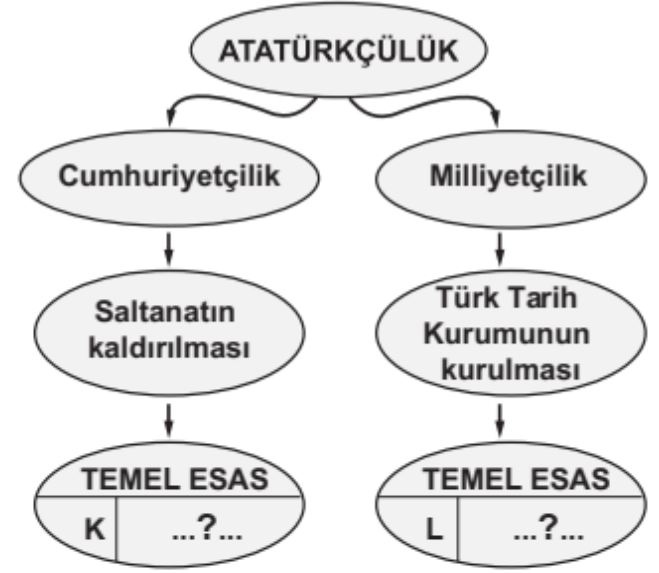 ATATÜRKÇÜLÜK
Cumhuriyetçilik
Milliyetçilik
Saltanatın
kaldırılması
Türk Tarih
Kurumunun
kurulması
TEMEL ESAS
K ...?...
TEMEL ESAS
L ...?...